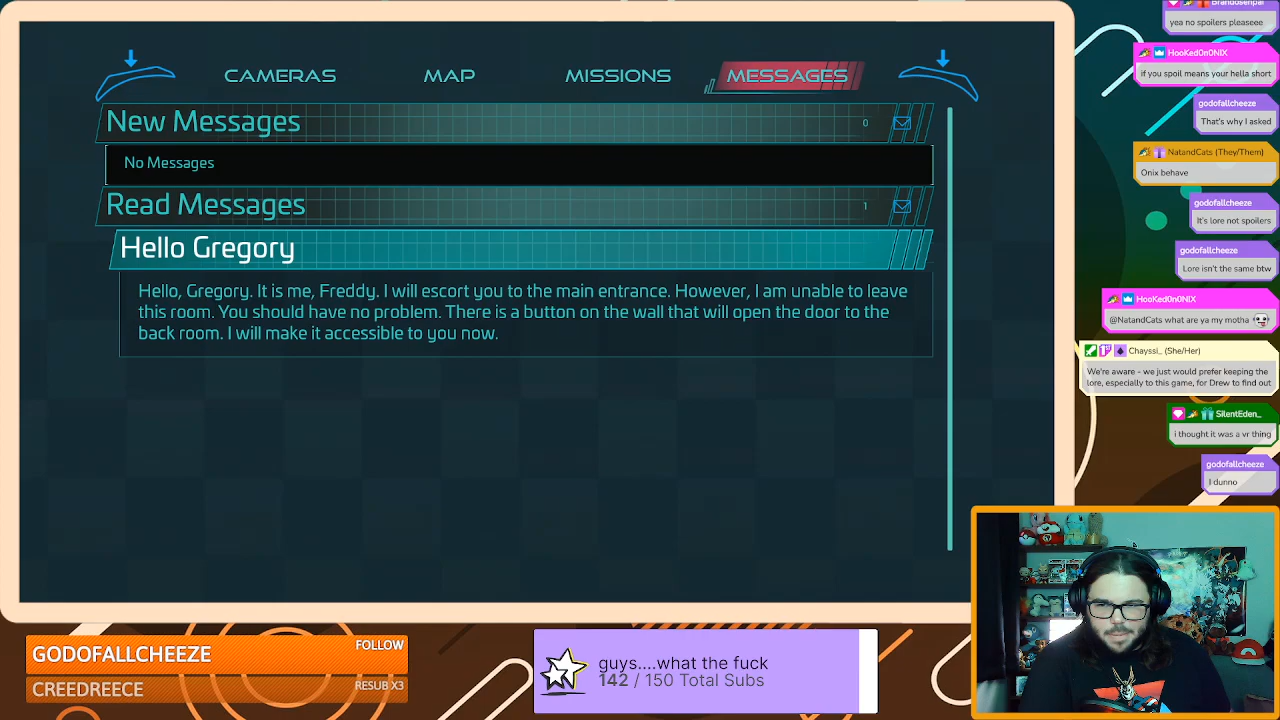 CAMERAS
MAP
MISSIONS
MESSAGES
New Messages
0
No Messages
Read Messages
1
Hello Gregory
Hello, Gregory. It is me, Freddy. I will escort you to the main entrance. However, I am unable to leave
this room. You should have no problem. There is a button on the wall that will open the door to the
back room. I will make it accessible to you now.
Brandosenpai
yea no spoilers pleaseee
HooKed0n0NIX
if you spoil means your hella short
godofallcheeze
That's why I asked
NatandCats (They/Them)
Onix behave
godofallcheeze
It's lore not spoilers
godofallcheeze
Lore isn't the same btw
HooKed0n0NIX
@NatandCats what are ya my motha
Chayssi_ (She/Her)
We're aware - we just would prefer keeping the
lore, especially to this game, for Drew to find out
SilentEden_
i thought it was a vr thing
godofallcheeze
I dunno
GODOFALLCHEEZE
FOLLOW
CREEDREECE
RESUB X3
guys....what the fuck
142 / 150 Total Subs